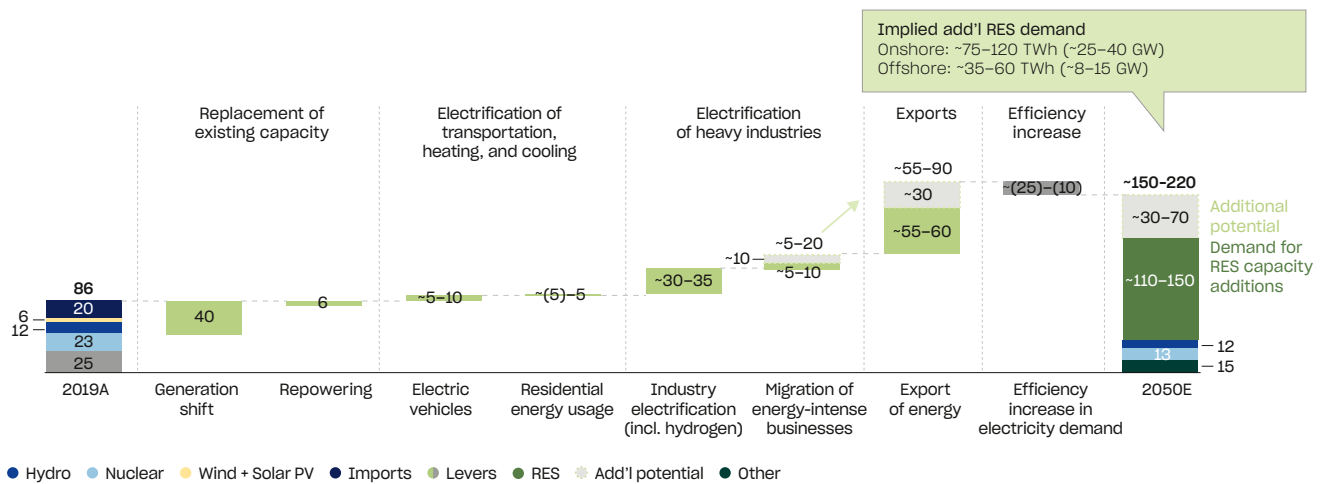 Implied add'l RES demand
Onshore: ~75–120 TWh (~25–40 GW)
Offshore: ~35–60 TWh (~8–15 GW)
Replacement of
existing capacity
Electrification of
transportation,
heating, and cooling
Electrification
of heavy industries
Exports
Efficiency
increase
86
20
6
12
23
25
40
6
~5–10
~(5)–5
~30–35
~5–20
~10
~5–10
~55–90
~30
~55–60
~(25)–(10)
~150–220
~30–70
~110–150
12
13
15
Additional
potential
Demand for
RES capacity
additions
2019A
Generation
shift
Repowering
Electric
vehicles
Residential
energy usage
Industry
electrification
(incl. hydrogen)
Migration of
energy-intense
businesses
Export
of energy
Efficiency
increase in
electricity demand
2050E
Hydro Nuclear Wind + Solar PV Imports Levers RES Add'l potential Other